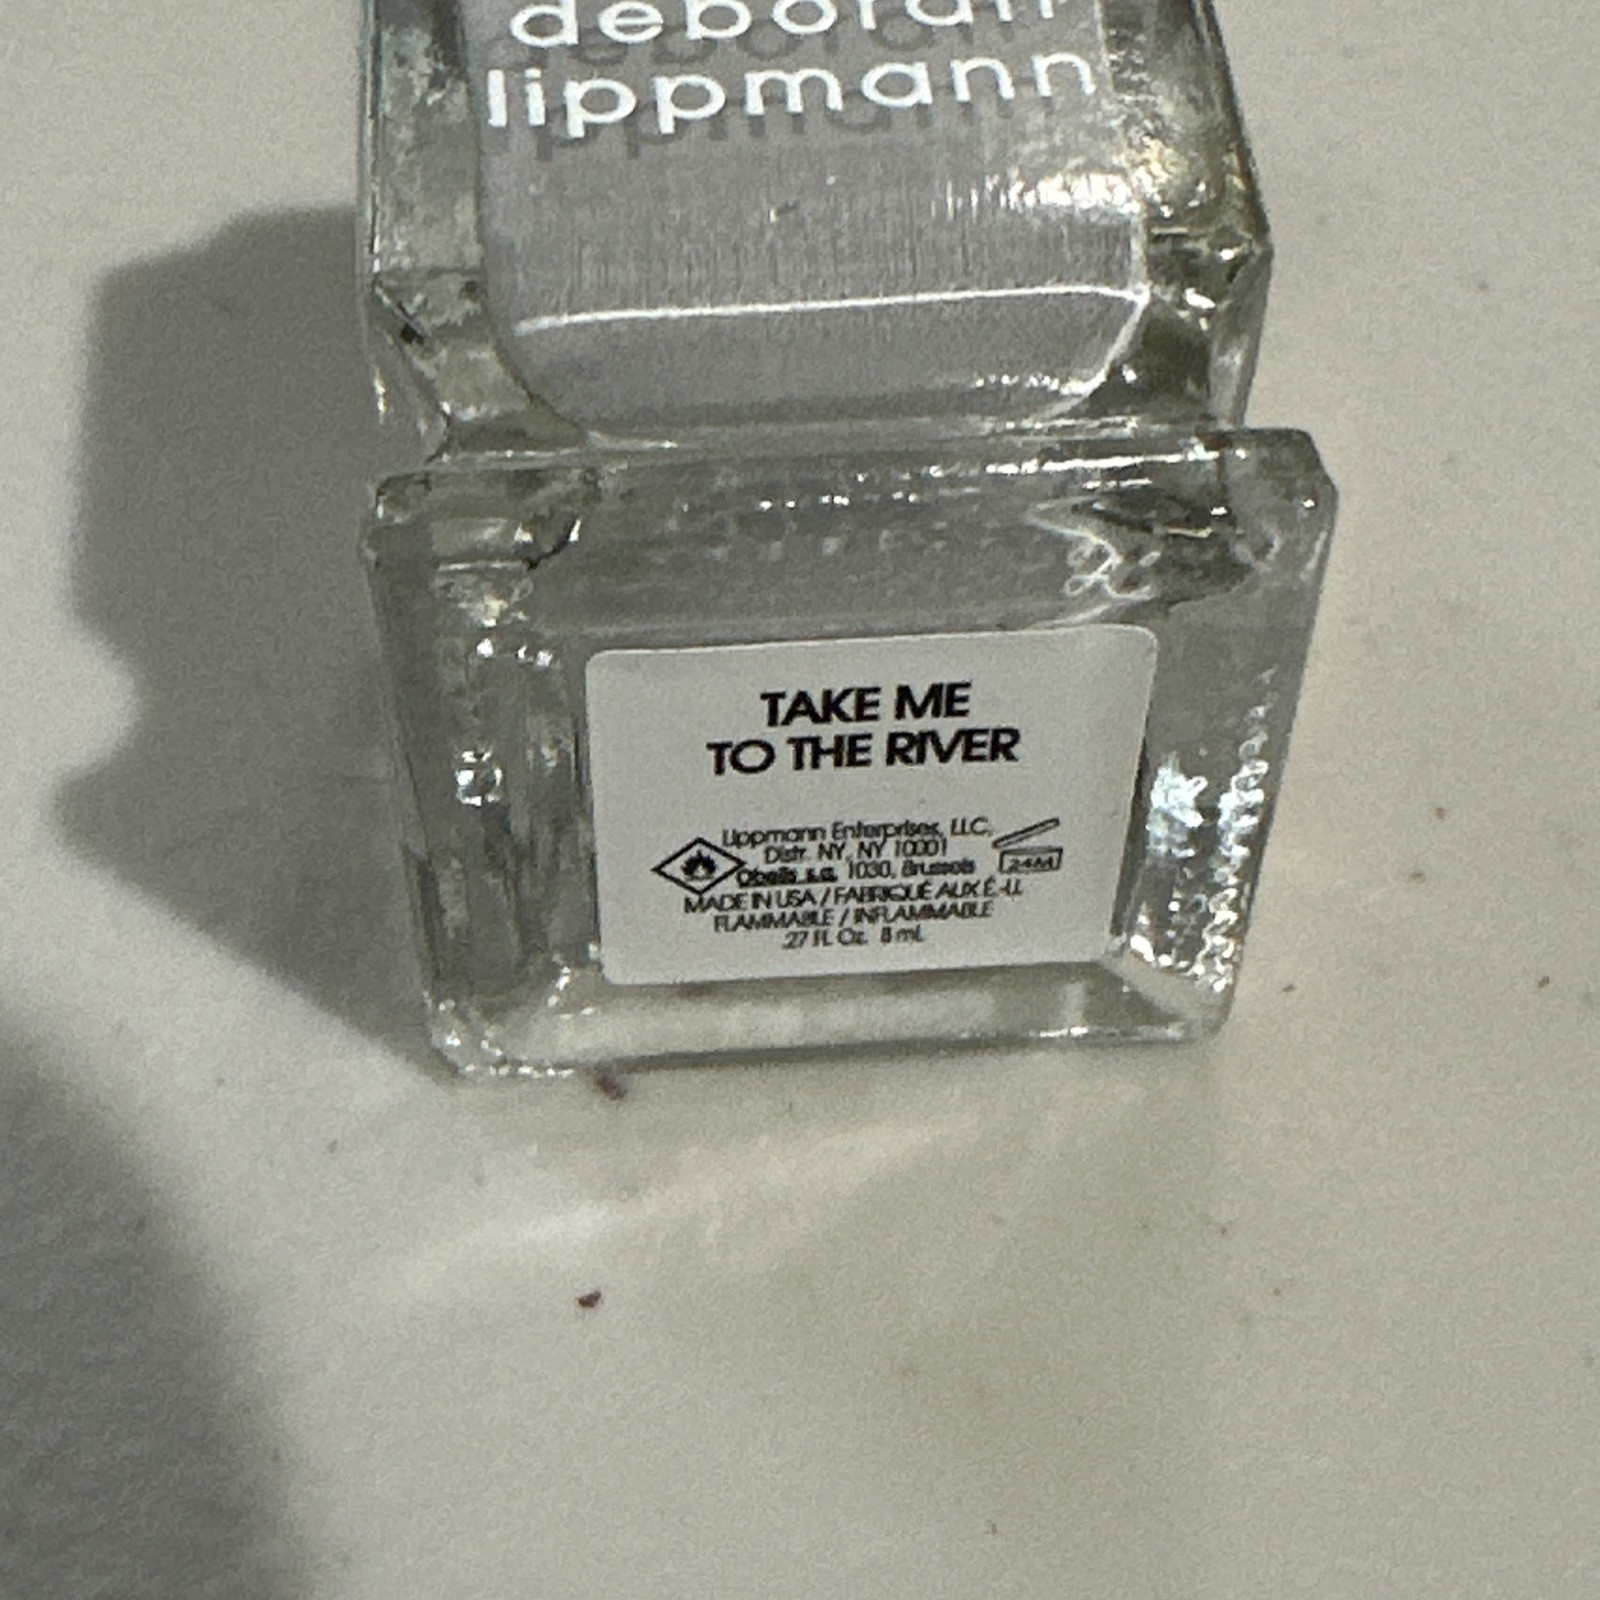 deborah
lippmann
TAKE ME
TO THE RIVER
Lippmann Enterprises, LLC,
Distr. NY, NY 10001
Obelis s.a. 1030, Brussels
24M
MADE IN USA / FABRIQUÉ AUX É.-U.
FLAMMABLE / INFLAMMABLE
.27 FL Oz. 8 mL